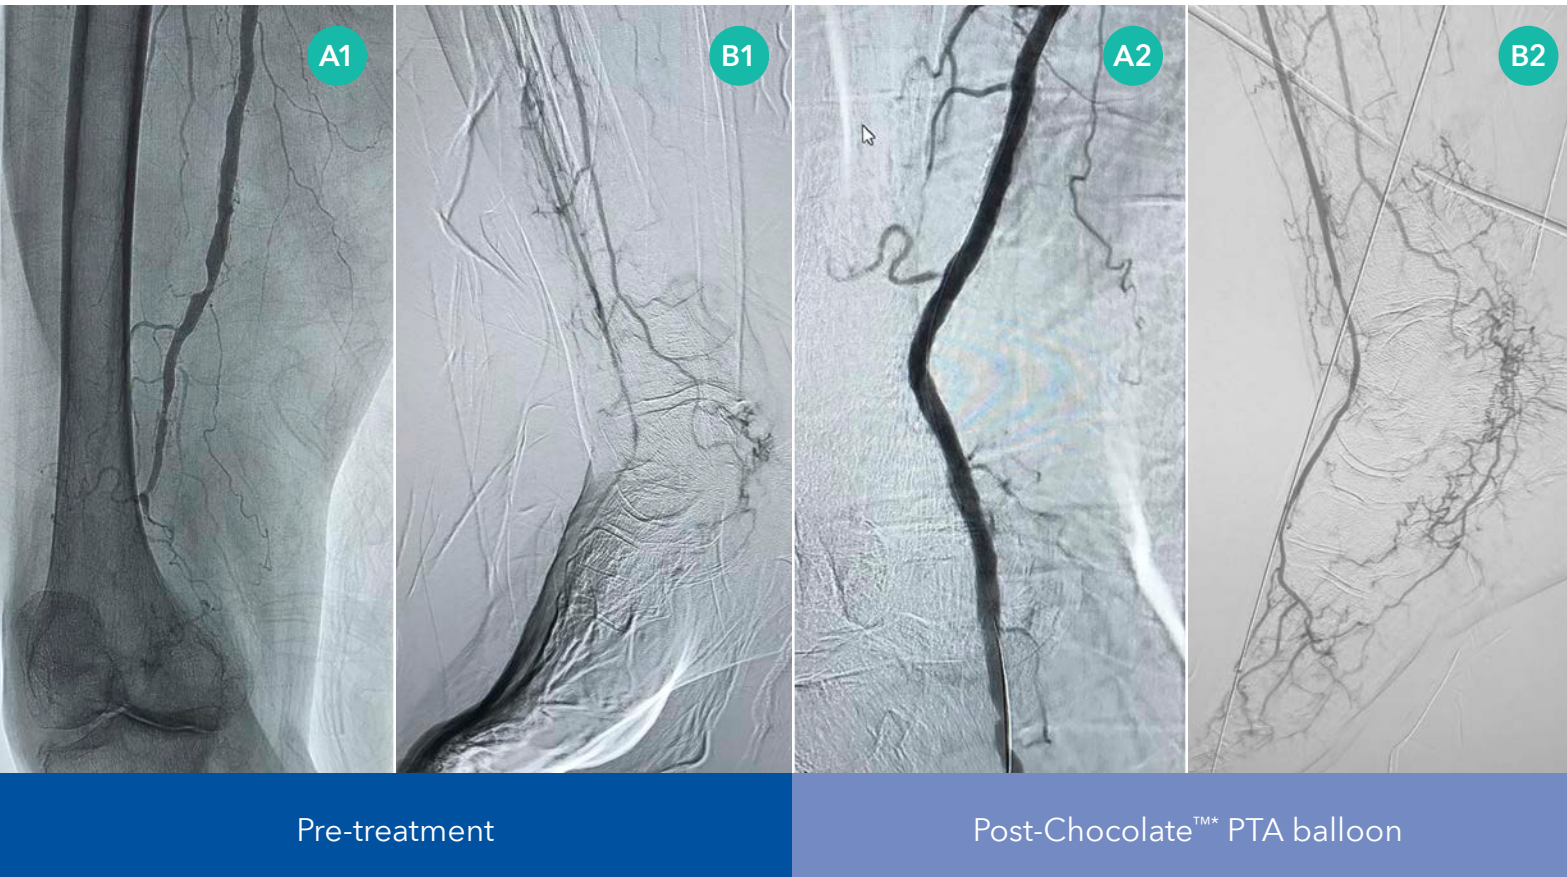 A1
B1
A2
B2
Pre-treatment
Post-Chocolate™* PTA balloon